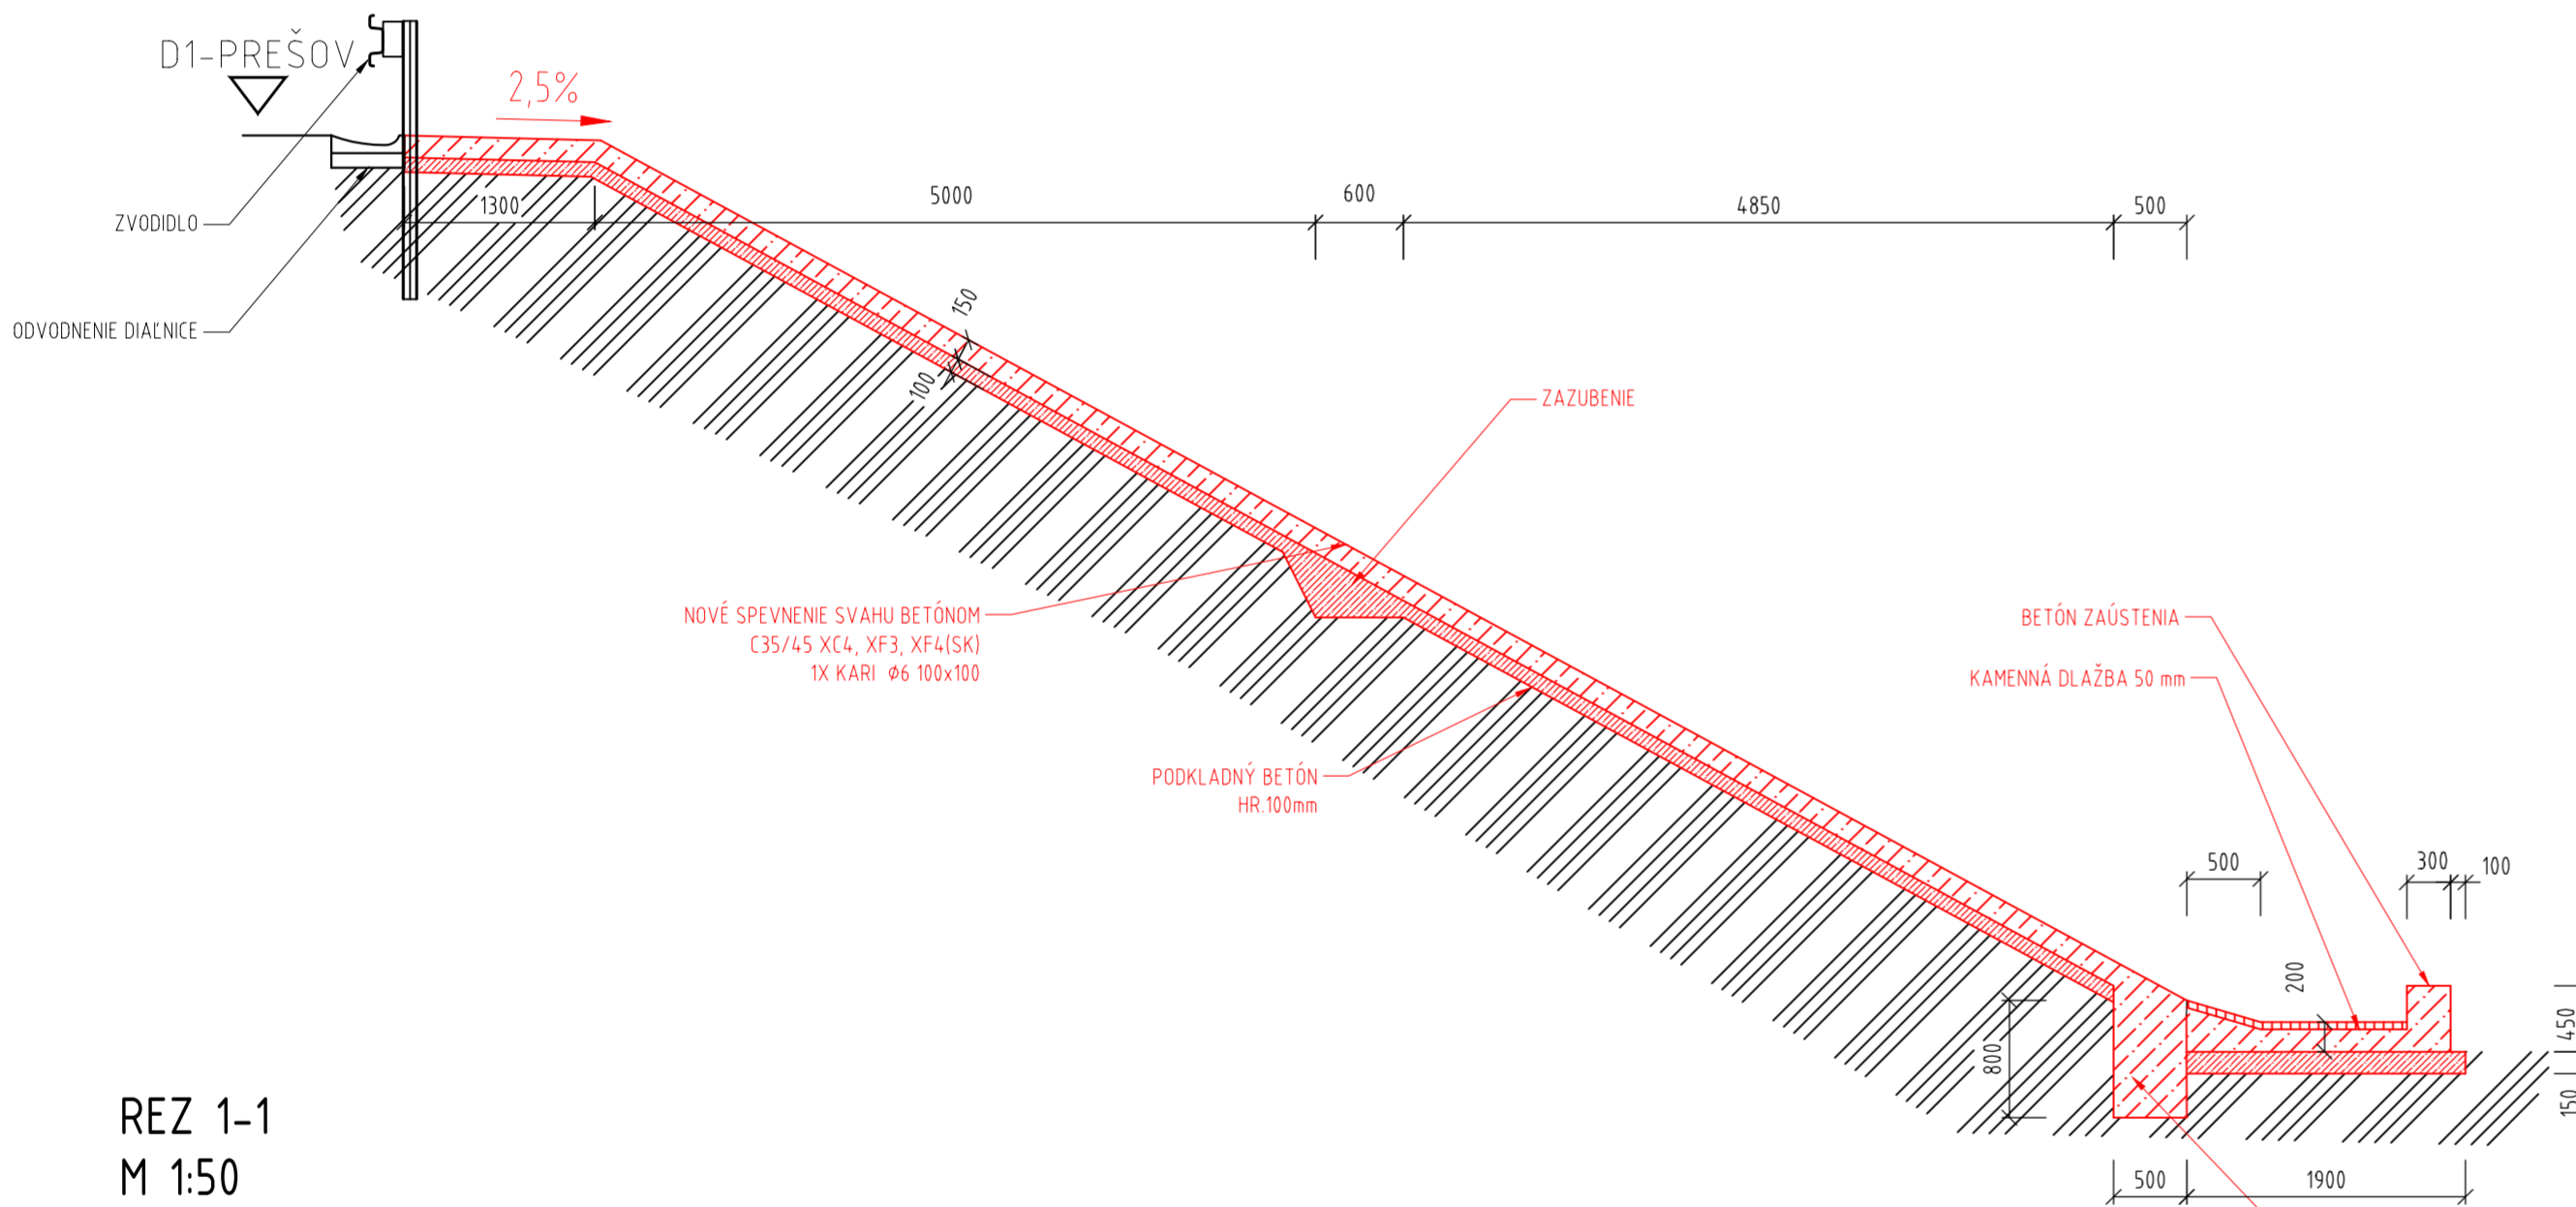 D1-PREŠOV
2,5%
ZVODIDLO
ODVODNENIE DIAĽNICE
1300
5000
600
4850
500
150
100
ZAZUBENIE
NOVÉ SPEVNENIE SVAHU BETÓNOM
C35/45 XC4, XF3, XF4(SK)
1X KARI Ø6 100x100
PODKLADNÝ BETÓN
HR.100mm
BETÓN ZAÚSTENIA
KAMENNÁ DLAŽBA 50 mm
500
300
100
200
450
800
150
500
1900
REZ 1-1
M 1:50